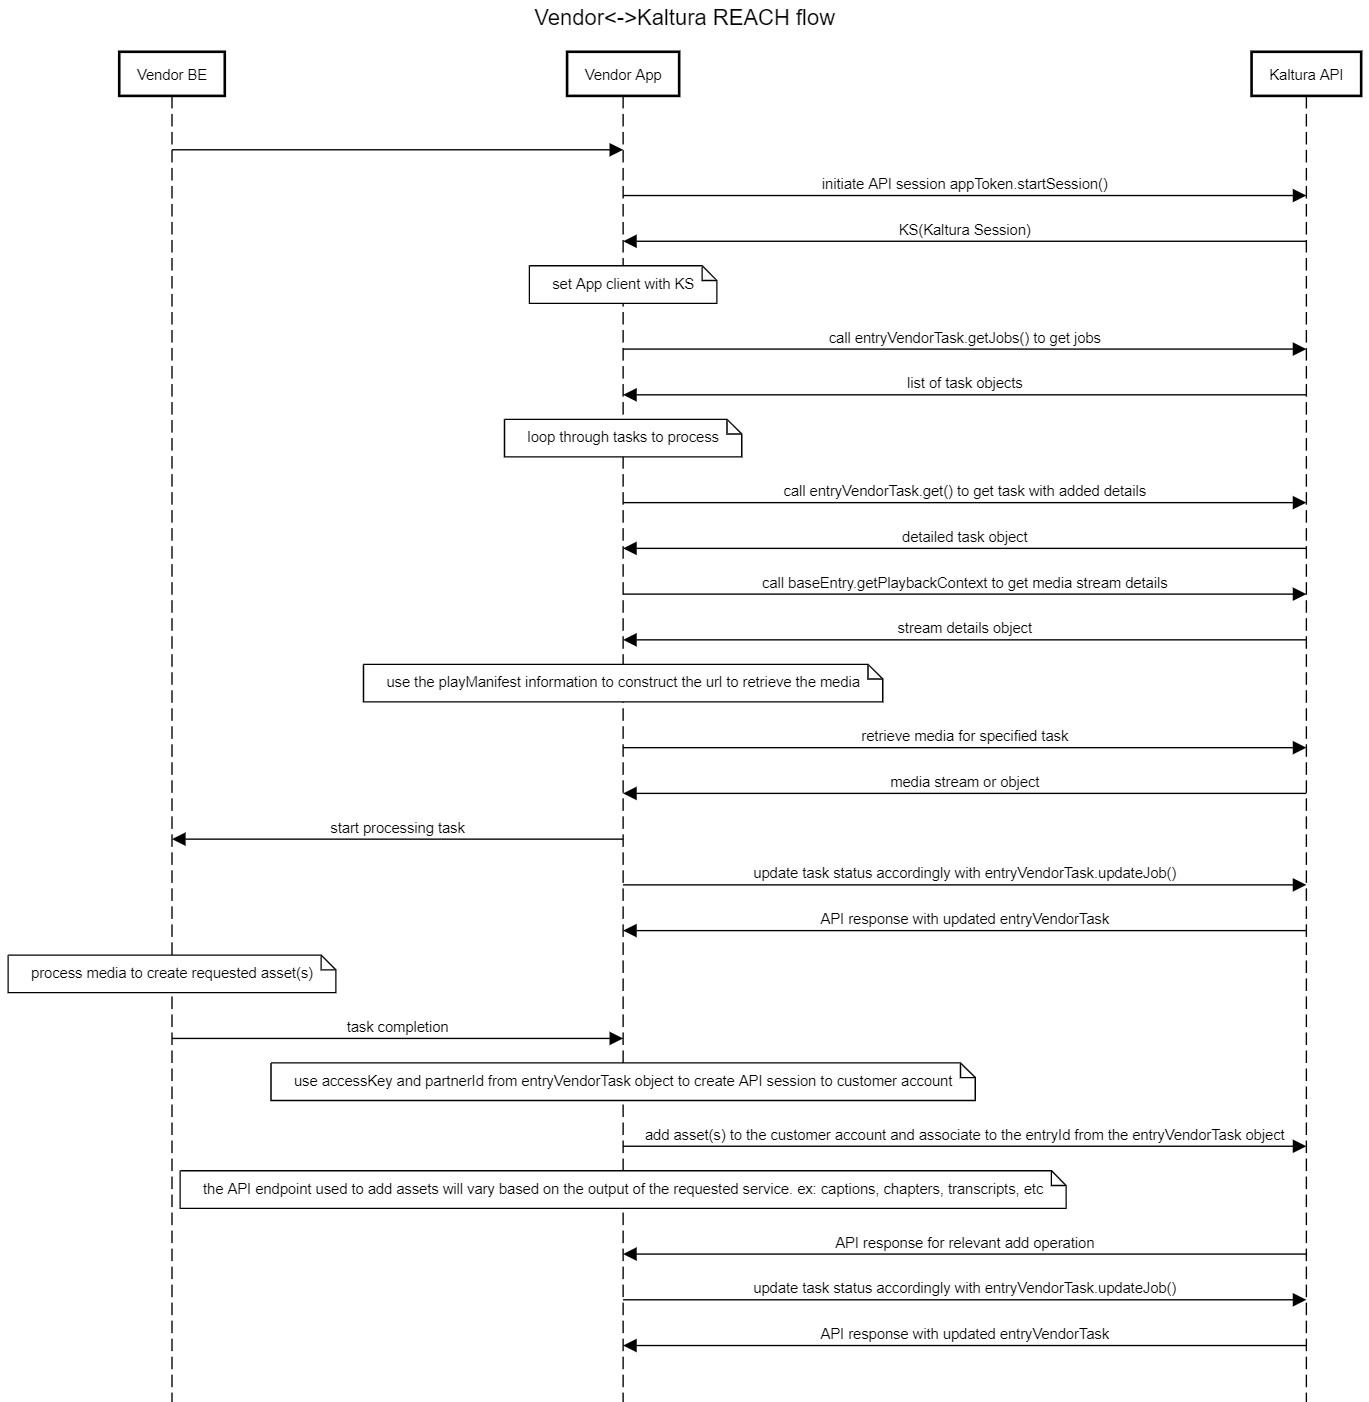 Vendor<->Kaltura REACH flow
Vendor BE
Vendor App
Kaltura API
initiate API session appToken.startSession()
KS(Kaltura Session)
set App client with KS
call entryVendorTask.getJobs() to get jobs
list of task objects
loop through tasks to process
call entryVendorTask.get() to get task with added details
detailed task object
call baseEntry.getPlaybackContext to get media stream details
stream details object
use the playManifest information to construct the url to retrieve the media
retrieve media for specified task
media stream or object
start processing task
update task status accordingly with entryVendorTask.updateJob()
API response with updated entryVendorTask
process media to create requested asset(s)
task completion
use accessKey and partnerId from entryVendorTask object to create API session to customer account
add asset(s) to the customer account and associate to the entryId from the entryVendorTask object
the API endpoint used to add assets will vary based on the output of the requested service. ex: captions, chapters, transcripts, etc
API response for relevant add operation
update task status accordingly with entryVendorTask.updateJob()
API response with updated entryVendorTask